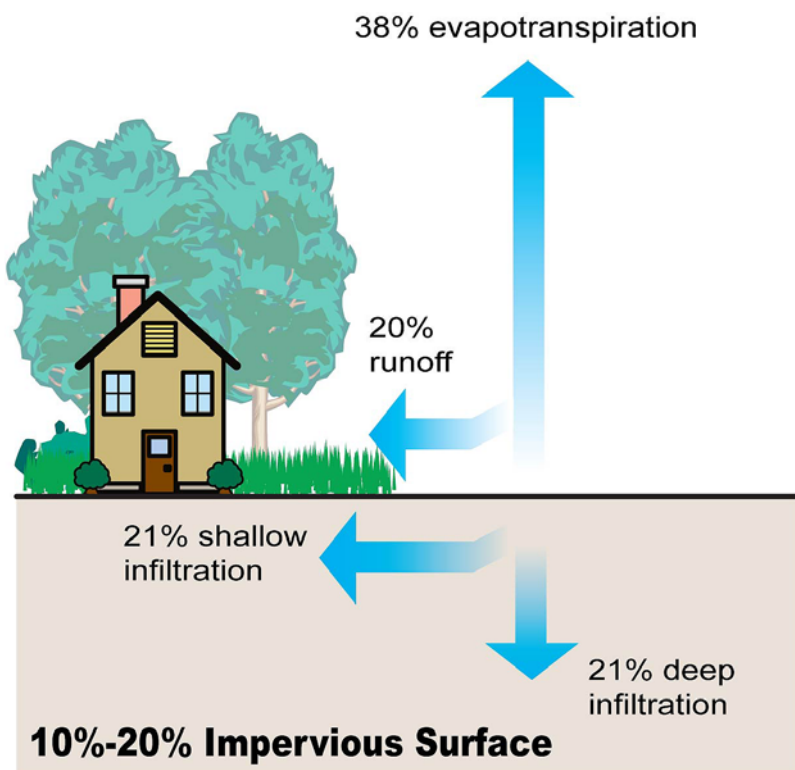 38% evapotranspiration
20%
runoff
21% shallow
infiltration
21% deep
infiltration
10%-20% Impervious Surface